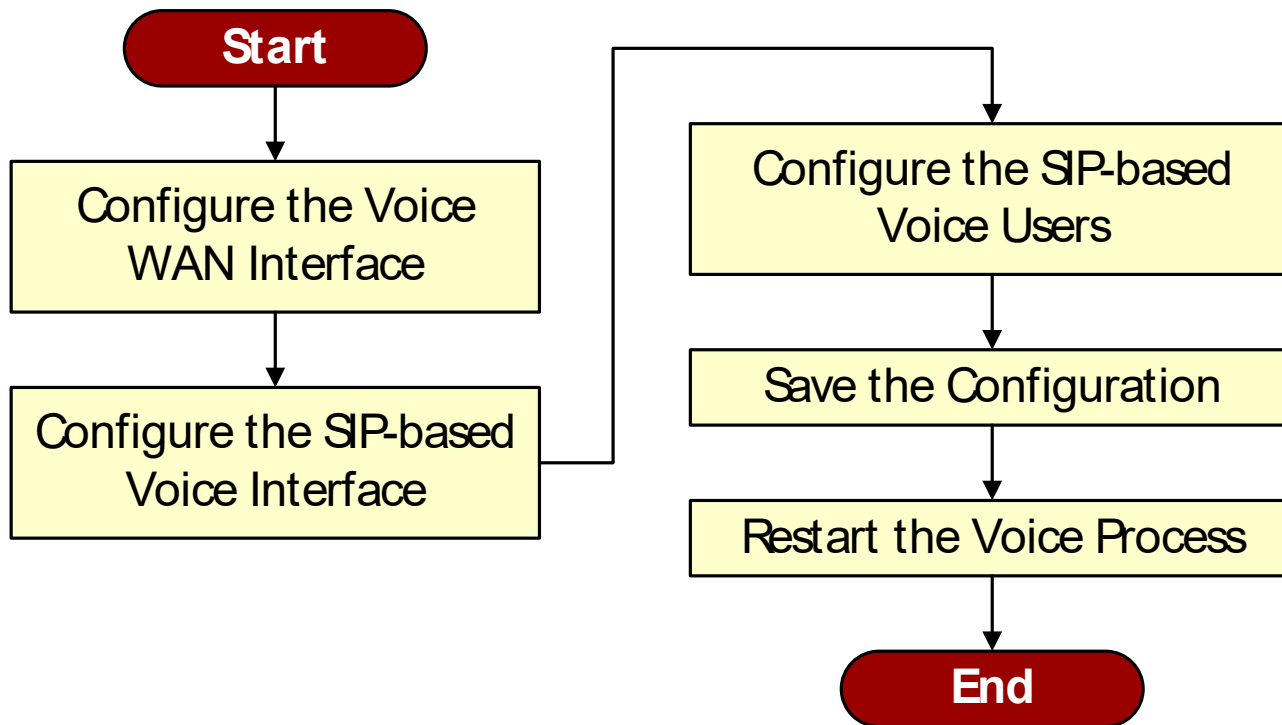 Start
Configure the Voice
WAN Interface
Configure the SIP-based
Voice Interface
Configure the SIP-based
Voice Users
Save the Configuration
Restart the Voice Process
End